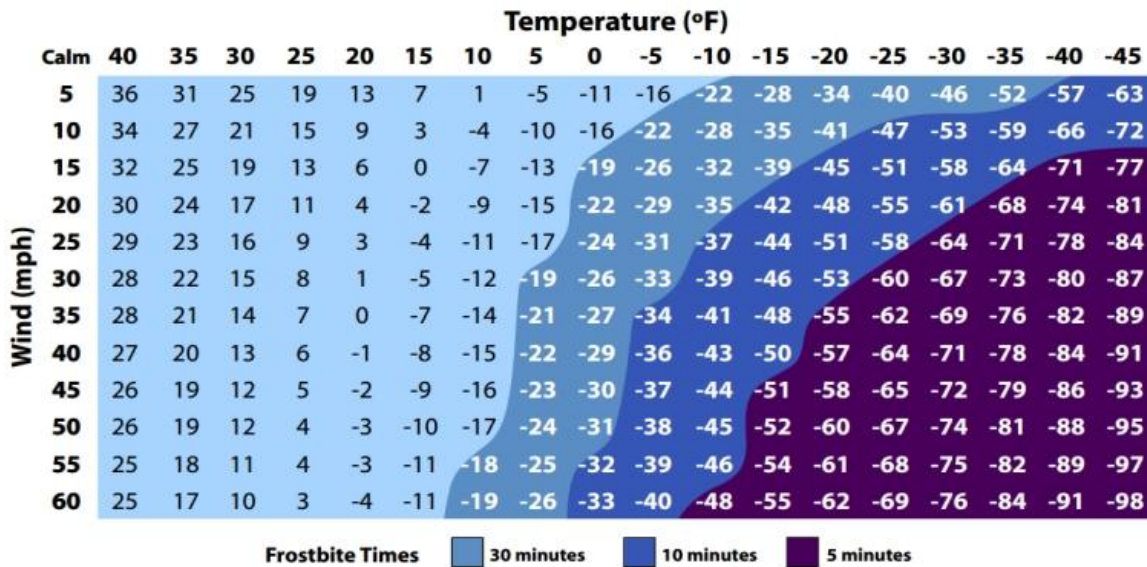 Temperature (ºF)
Calm 40 35 30 25 20 15 10 5 0 -5 -10 -15 -20 -25 -30 -35 -40 -45
5 36 31 25 19 13 7 1 -5 -11 -16 -22 -28 -34 -40 -46 -52 -57 -63
10 34 27 21 15 9 3 -4 -10 -16 -22 -28 -35 -41 -47 -53 -59 -66 -72
15 32 25 19 13 6 0 -7 -13 -19 -26 -32 -39 -45 -51 -58 -64 -71 -77
20 30 24 17 11 4 -2 -9 -15 -22 -29 -35 -42 -48 -55 -61 -68 -74 -81
25 29 23 16 9 3 -4 -11 -17 -24 -31 -37 -44 -51 -58 -64 -71 -78 -84
30 28 22 15 8 1 -5 -12 -19 -26 -33 -39 -46 -53 -60 -67 -73 -80 -87
35 28 21 14 7 0 -7 -14 -21 -27 -34 -41 -48 -55 -62 -69 -76 -82 -89
40 27 20 13 6 -1 -8 -15 -22 -29 -36 -43 -50 -57 -64 -71 -78 -84 -91
45 26 19 12 5 -2 -9 -16 -23 -30 -37 -44 -51 -58 -65 -72 -79 -86 -93
50 26 19 12 4 -3 -10 -17 -24 -31 -38 -45 -52 -60 -67 -74 -81 -88 -95
55 25 18 11 4 -3 -11 -18 -25 -32 -39 -46 -54 -61 -68 -75 -82 -89 -97
60 25 17 10 3 -4 -11 -19 -26 -33 -40 -48 -55 -62 -69 -76 -84 -91 -98
Wind (mph)
Frostbite Times 30 minutes 10 minutes 5 minutes